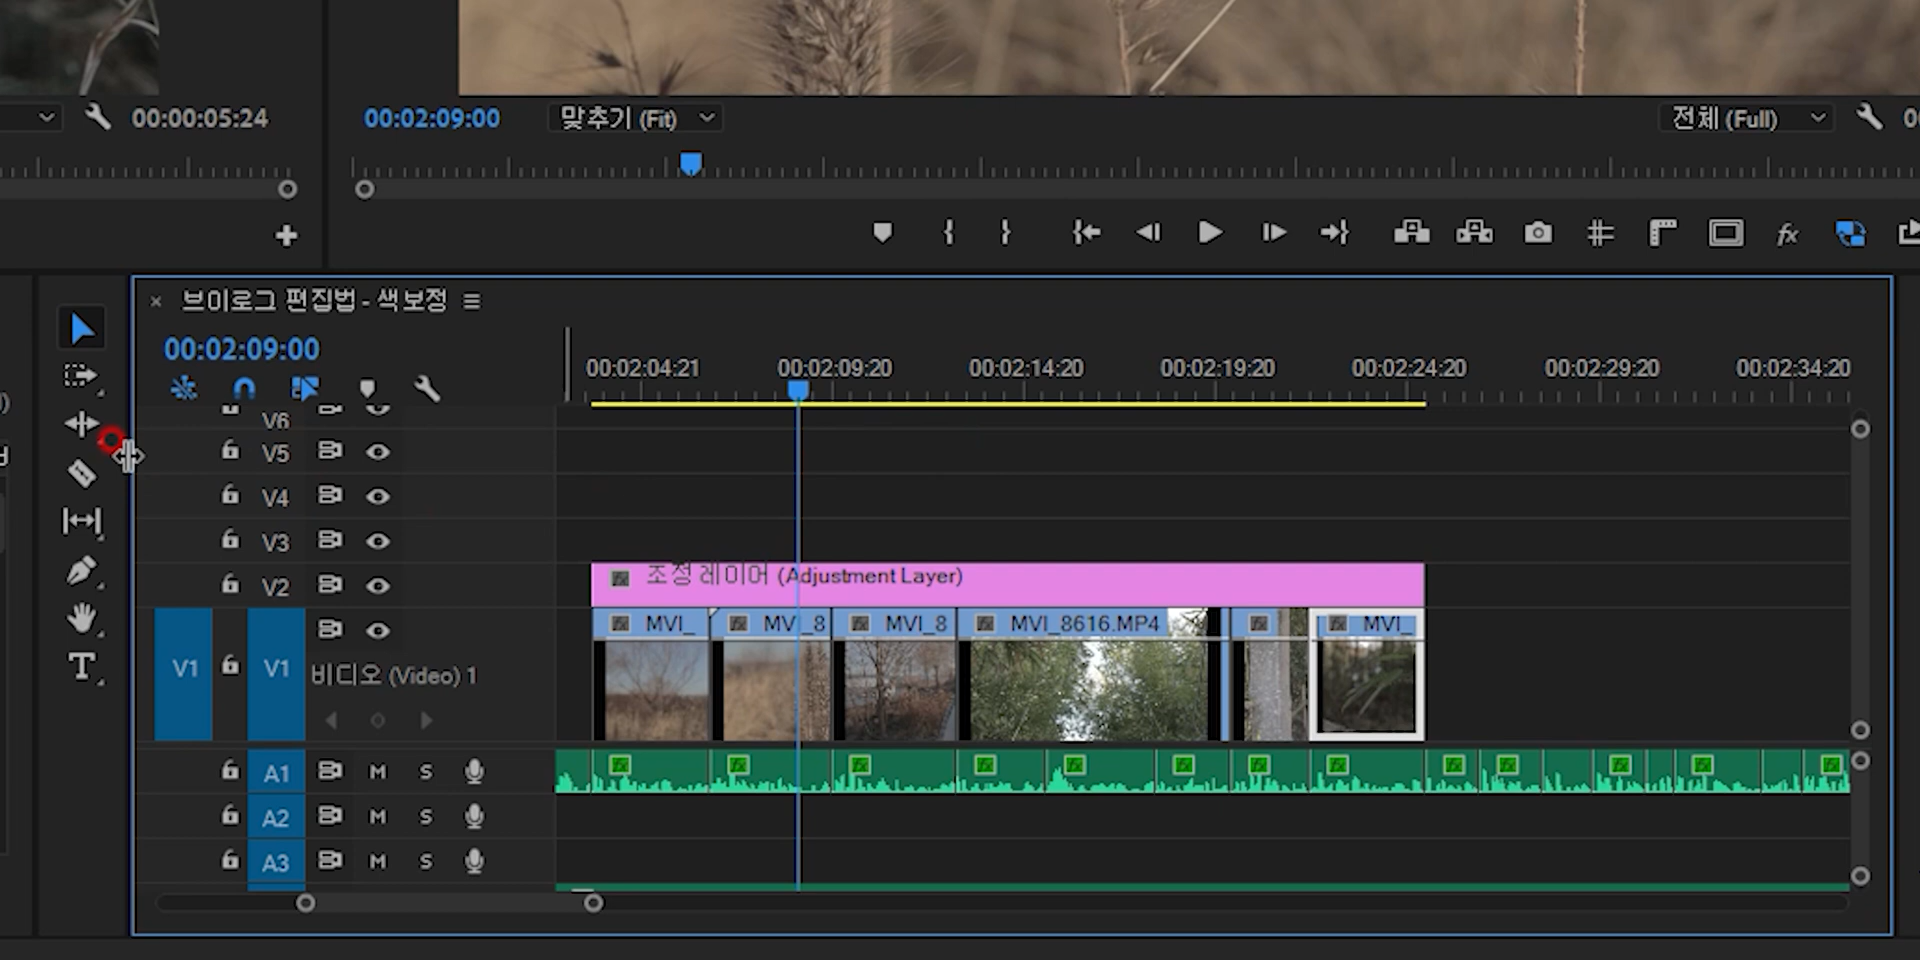 00:00:05:24
00:02:09:00
맞추기 (Fit)
전체 (Full)
브이로그 편집법 - 색보정
00:02:09:00
00:02:04:21
00:02:09:20
00:02:14:20
00:02:19:20
00:02:24:20
00:02:29:20
00:02:34:20
V6
V5
V4
V3
V2
조정 레이어 (Adjustment Layer)
V1
V1
비디오 (Video) 1
MVI_
MVI_8
MVI_8
MVI_8616.MP4
MVI_
A1 M S
A2 M S
A3 M S